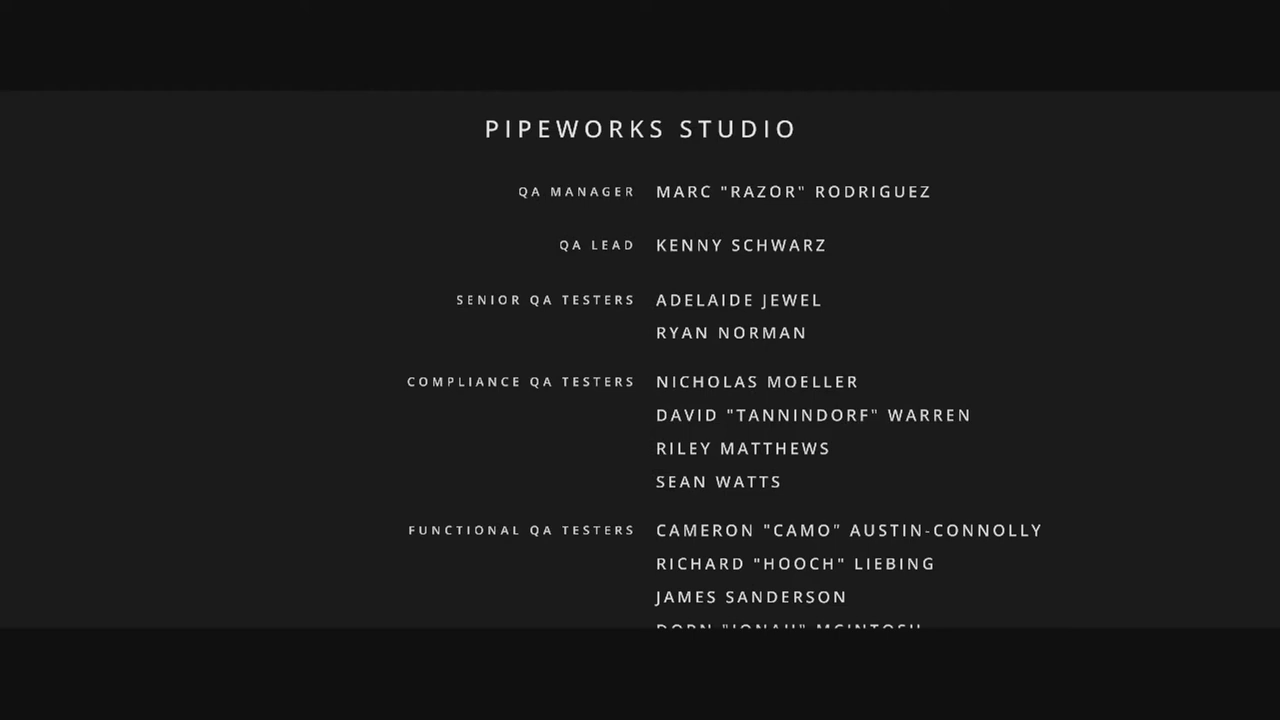 PIPEWORKS STUDIO
QA MANAGER MARC "RAZOR" RODRIGUEZ
QA LEAD KENNY SCHWARZ
SENIOR QA TESTERS ADELAIDE JEWEL
RYAN NORMAN
COMPLIANCE QA TESTERS NICHOLAS MOELLER
DAVID "TANNINDORF" WARREN
RILEY MATTHEWS
SEAN WATTS
FUNCTIONAL QA TESTERS CAMERON "CAMO" AUSTIN-CONNOLLY
RICHARD "HOOCH" LIEBING
JAMES SANDERSON